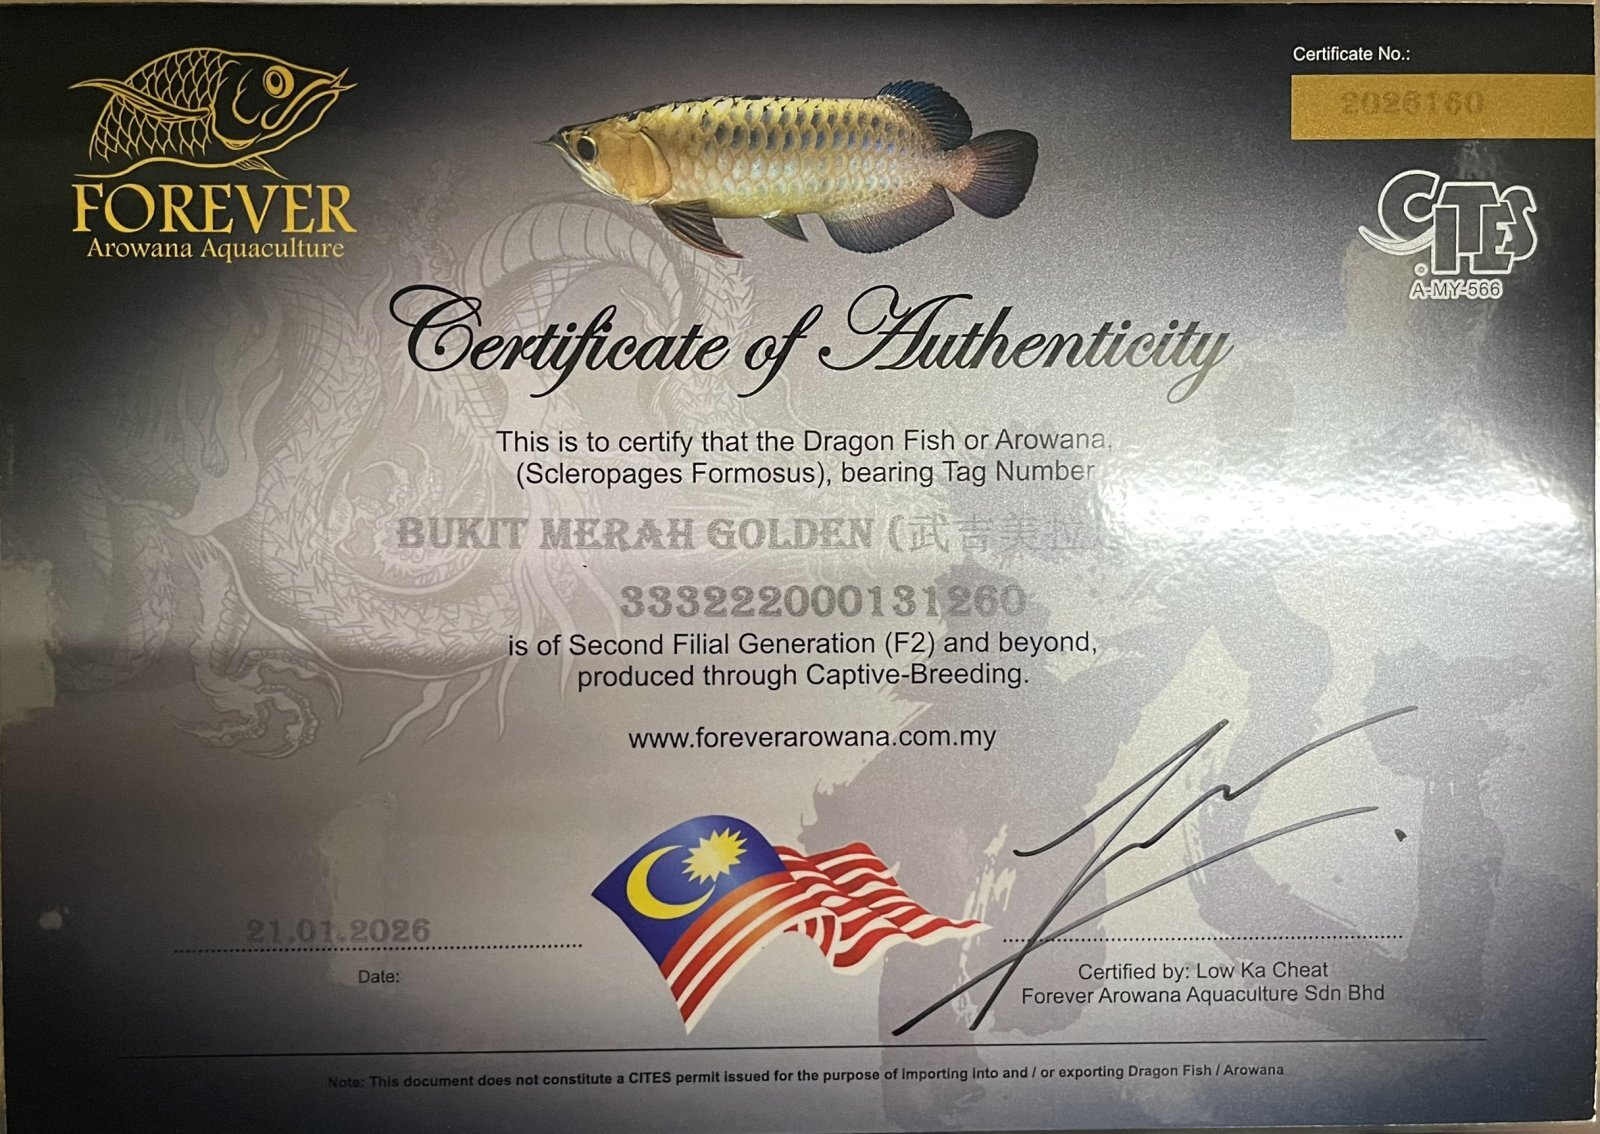 Certificate No.:
2026160
FOREVER
Arowana Aquaculture
CITES
A-MY-566
Certificate of Authenticity
This is to certify that the Dragon Fish or Arowana,
(Scleropages Formosus), bearing Tag Number
BUKIT MERAH GOLDEN (武吉美拉
333222000131260
is of Second Filial Generation (F2) and beyond,
produced through Captive-Breeding.
www.foreverarowana.com.my
21.01.2026
Date:
Certified by: Low Ka Cheat
Forever Arowana Aquaculture Sdn Bhd
Note: This document does not constitute a CITES permit issued for the purpose of importing into and / or exporting Dragon Fish / Arowana